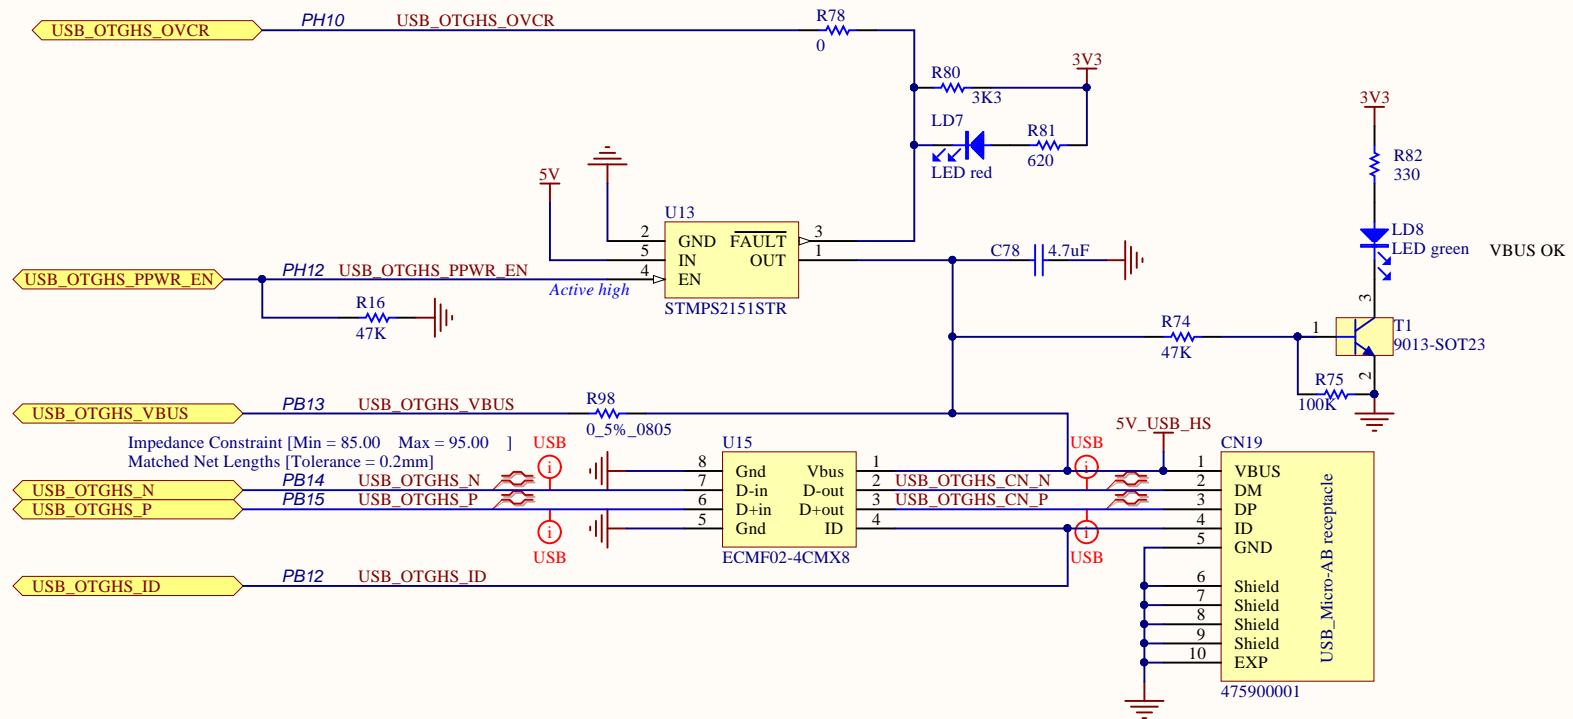 USB_OTGHS_OVCR PH10 USB_OTGHS_OVCR R78
0
R80 3V3
3K3
LD7 R81
LED red 620
3V3
R82
330
LD8
LED green VBUS OK
5V
U13
2 GND FAULT 3
5 IN OUT 1
4 EN
STMPS2151STR
C78 4.7uF
USB_OTGHS_PPWR_EN PH12 USB_OTGHS_PPWR_EN
Active high
R16
47K
3
R74 1 T1
47K 9013-SOT23
2
R75
100K
USB_OTGHS_VBUS PB13 USB_OTGHS_VBUS R98
0_5%_0805
Impedance Constraint [Min = 85.00 Max = 95.00 ]
Matched Net Lengths [Tolerance = 0.2mm]
USB U15 USB 5V_USB_HS CN19
i i
8 Gnd Vbus 1
7 D-in D-out 2
6 D+in D+out 3
5 Gnd ID 4
ECMF02-4CMX8
USB_OTGHS_N PB14 USB_OTGHS_N USB_OTGHS_CN_N
USB_OTGHS_P PB15 USB_OTGHS_P USB_OTGHS_CN_P
i i
USB USB
USB_OTGHS_ID PB12 USB_OTGHS_ID
1 VBUS
2 DM
3 DP
4 ID
5 GND
6 Shield
7 Shield
8 Shield
9 Shield
10 EXP
USB_Micro-AB receptacle
475900001